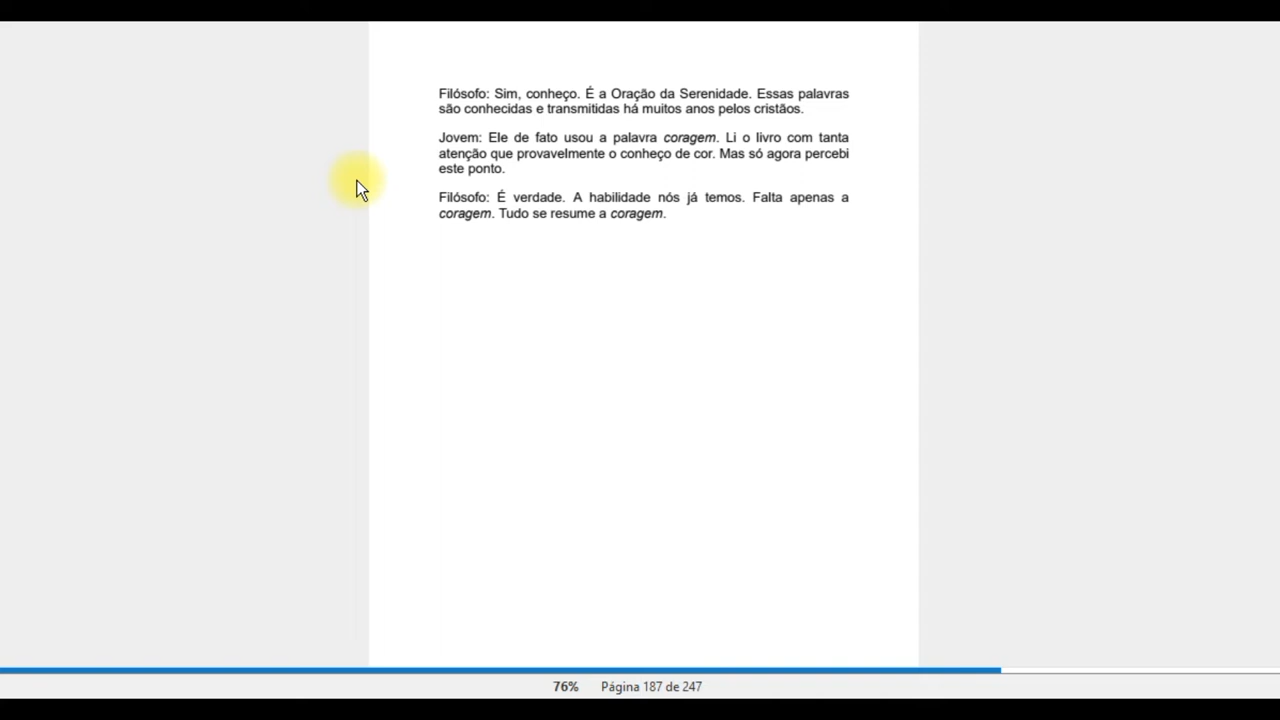 Filósofo: Sim, conheço. É a Oração da Serenidade. Essas palavras
são conhecidas e transmitidas há muitos anos pelos cristãos.
Jovem: Ele de fato usou a palavra coragem. Li o livro com tanta
atenção que provavelmente o conheço de cor. Mas só agora percebi
este ponto.
Filósofo: É verdade. A habilidade nós já temos. Falta apenas a
coragem. Tudo se resume a coragem.
76% Página 187 de 247